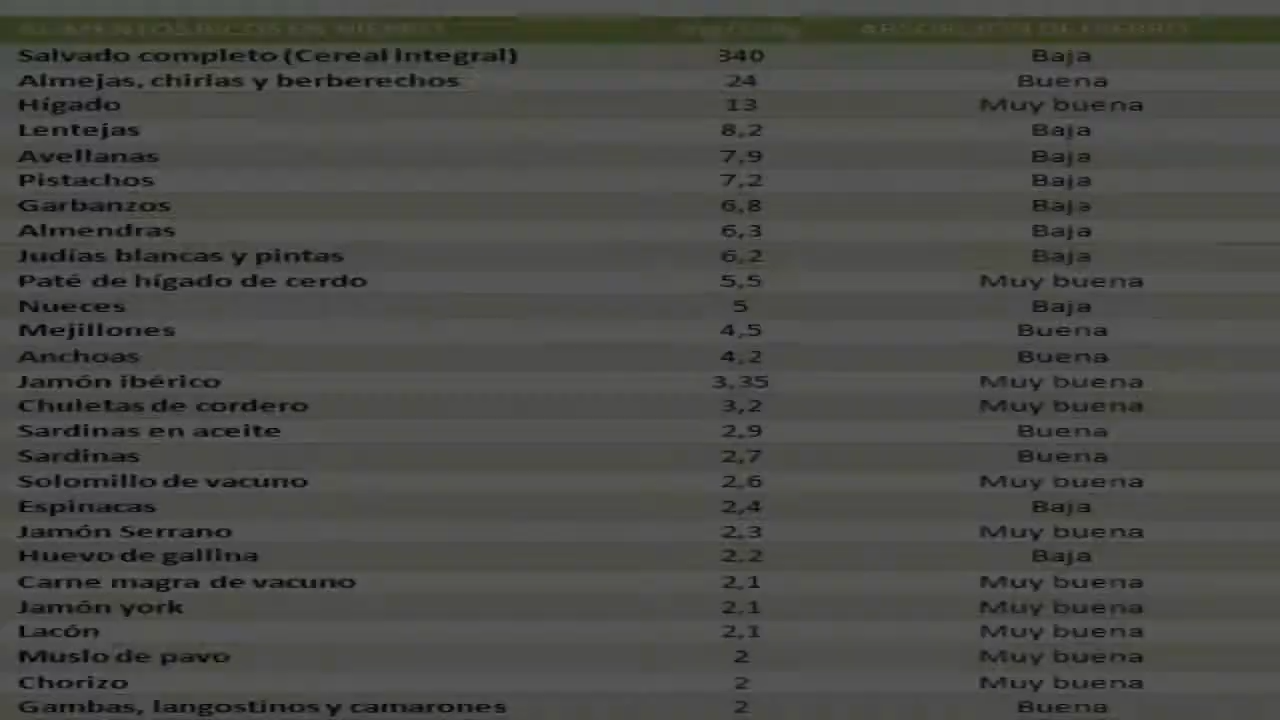 ALIMENTOS RICOS EN HIERRO mg/100g ABSORCIÓN DE HIERRO
Salvado completo (Cereal integral) 340 Baja
Almejas, chirlas y berberechos 24 Buena
Hígado 13 Muy buena
Lentejas 8,2 Baja
Avellanas 7,9 Baja
Pistachos 7,2 Baja
Garbanzos 6,8 Baja
Almendras 6,3 Baja
Judías blancas y pintas 6,2 Baja
Paté de hígado de cerdo 5,5 Muy buena
Nueces 5 Baja
Mejillones 4,5 Buena
Anchoas 4,2 Buena
Jamón ibérico 3,35 Muy buena
Chuletas de cordero 3,2 Muy buena
Sardinas en aceite 2,9 Buena
Sardinas 2,7 Buena
Solomillo de vacuno 2,6 Muy buena
Espinacas 2,4 Baja
Jamón Serrano 2,3 Muy buena
Huevo de gallina 2,2 Baja
Carne magra de vacuno 2,1 Muy buena
Jamón york 2,1 Muy buena
Lacón 2,1 Muy buena
Muslo de pavo 2 Muy buena
Chorizo 2 Muy buena
Gambas, langostinos y camarones 2 Buena